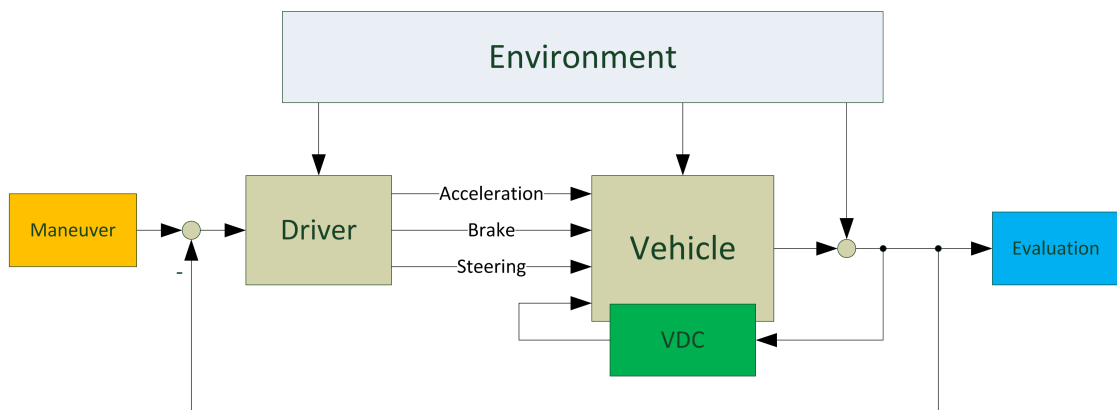 Environment
Maneuver
Driver
Acceleration
Brake
Steering
Vehicle
VDC
Evaluation
-